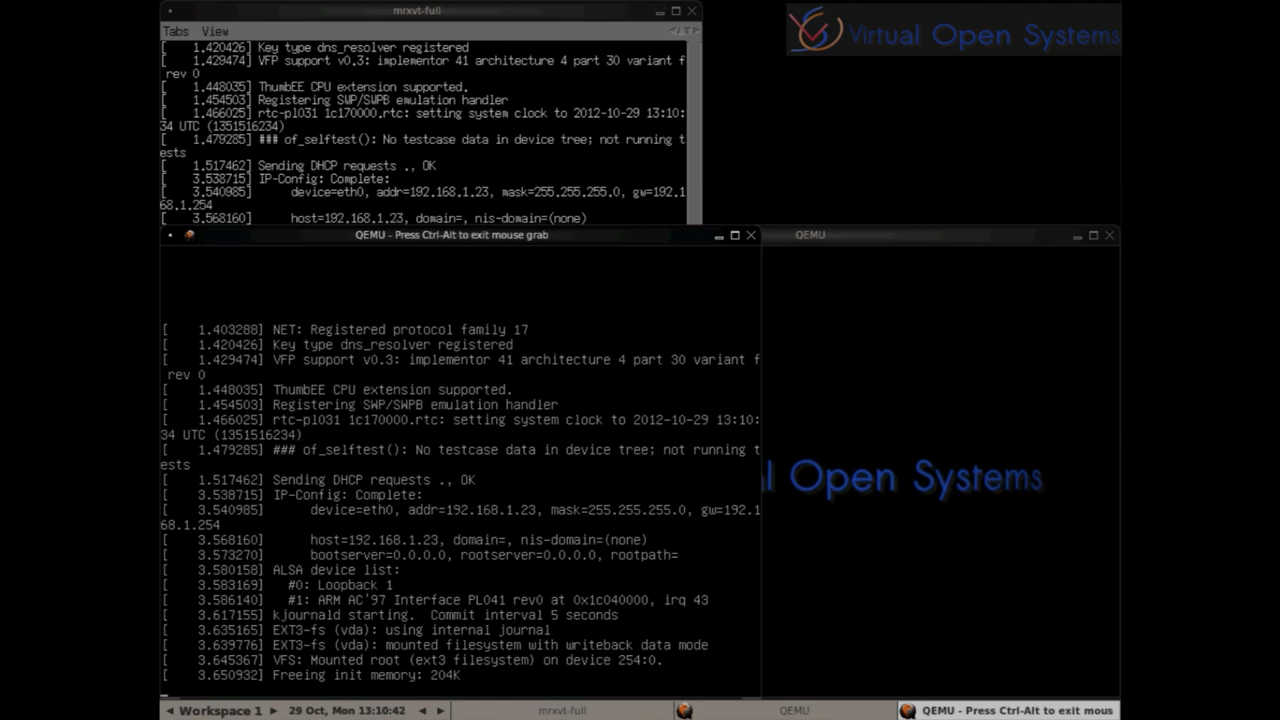 mrxvt-full
Virtual Open Systems
Tabs View
[    1.420426] Key type dns_resolver registered
[    1.429474] VFP support v0.3: implementor 41 architecture 4 part 30 variant f
 rev 0
[    1.448035] ThumbEE CPU extension supported.
[    1.454503] Registering SWP/SWPB emulation handler
[    1.466025] rtc-pl031 1c170000.rtc: setting system clock to 2012-10-29 13:10:
34 UTC (1351516234)
[    1.479285] ### of_selftest(): No testcase data in device tree; not running t
ests
[    1.517462] Sending DHCP requests ., OK
[    3.538715] IP-Config: Complete:
[    3.540985]      device=eth0, addr=192.168.1.23, mask=255.255.255.0, gw=192.1
68.1.254
[    3.568160]      host=192.168.1.23, domain=, nis-domain=(none)
QEMU - Press Ctrl-Alt to exit mouse grab
QEMU
[    1.403288] NET: Registered protocol family 17
[    1.420426] Key type dns_resolver registered
[    1.429474] VFP support v0.3: implementor 41 architecture 4 part 30 variant f
 rev 0
[    1.448035] ThumbEE CPU extension supported.
[    1.454503] Registering SWP/SWPB emulation handler
[    1.466025] rtc-pl031 1c170000.rtc: setting system clock to 2012-10-29 13:10:
34 UTC (1351516234)
[    1.479285] ### of_selftest(): No testcase data in device tree; not running t
ests
[    1.517462] Sending DHCP requests ., OK
[    3.538715] IP-Config: Complete:
[    3.540985]      device=eth0, addr=192.168.1.23, mask=255.255.255.0, gw=192.1
68.1.254
[    3.568160]      host=192.168.1.23, domain=, nis-domain=(none)
[    3.573270]      bootserver=0.0.0.0, rootserver=0.0.0.0, rootpath=
[    3.580158] ALSA device list:
[    3.583169]   #0: Loopback 1
[    3.586140]   #1: ARM AC'97 Interface PL041 rev0 at 0x1c040000, irq 43
[    3.617155] kjournald starting.  Commit interval 5 seconds
[    3.635165] EXT3-fs (vda): using internal journal
[    3.639776] EXT3-fs (vda): mounted filesystem with writeback data mode
[    3.645367] VFS: Mounted root (ext3 filesystem) on device 254:0.
[    3.650932] Freeing init memory: 204K
l Open Systems
Workspace 1 29 Oct, Mon 13:10:42 mrxvt-full QEMU QEMU - Press Ctrl-Alt to exit mous